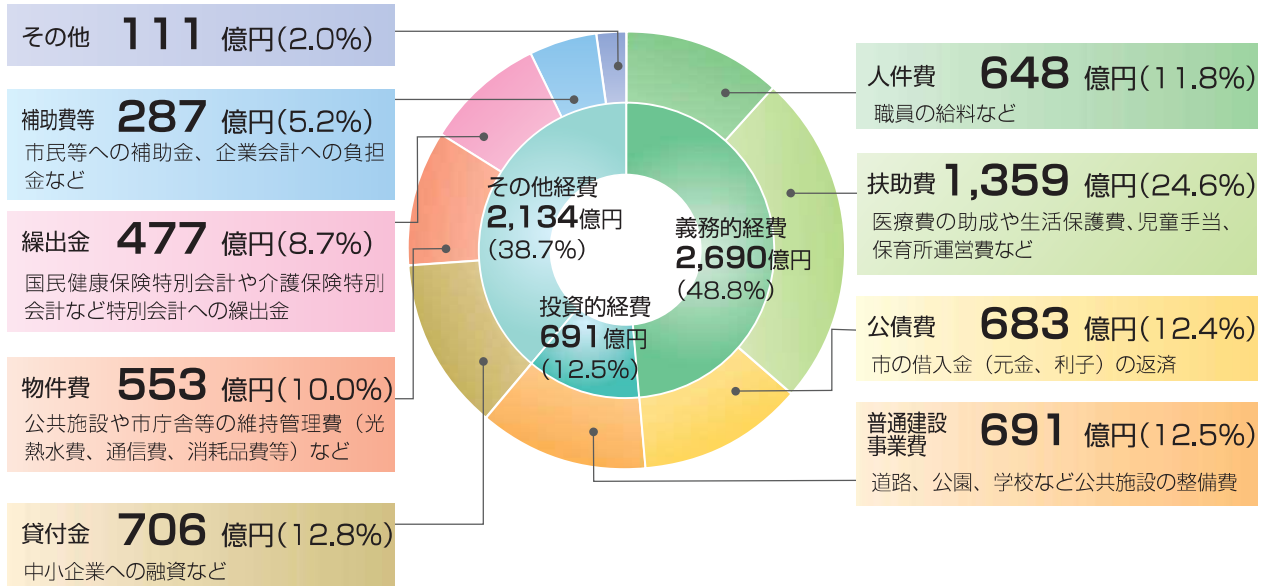 その他 111 億円(2.0%)
補助費等 287 億円(5.2%)
市民等への補助金、企業会計への負担
金など
繰出金 477 億円(8.7%)
国民健康保険特別会計や介護保険特別
会計など特別会計への繰出金
物件費 553 億円(10.0%)
公共施設や市庁舎等の維持管理費（光
熱水費、通信費、消耗品費等）など
貸付金 706 億円(12.8%)
中小企業への融資など
その他経費
2,134億円
(38.7%)
義務的経費
2,690億円
(48.8%)
投資的経費
691億円
(12.5%)
人件費 648 億円(11.8%)
職員の給料など
扶助費 1,359 億円(24.6%)
医療費の助成や生活保護費、児童手当、
保育所運営費など
公債費 683 億円(12.4%)
市の借入金（元金、利子）の返済
普通建設
事業費 691 億円(12.5%)
道路、公園、学校など公共施設の整備費